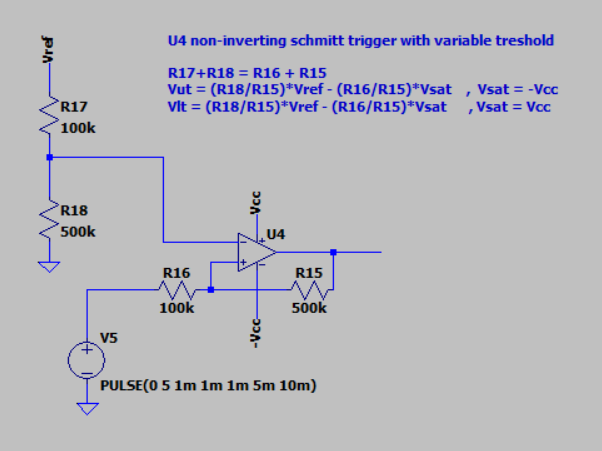 U4 non-inverting schmitt trigger with variable treshold
Vref
R17+R18 = R16 + R15
Vut = (R18/R15)*Vref - (R16/R15)*Vsat , Vsat = -Vcc
Vlt = (R18/R15)*Vref - (R16/R15)*Vsat , Vsat = Vcc
R17
100k
R18
500k
Vcc
U4
R16
100k
R15
500k
-Vcc
V5
PULSE(0 5 1m 1m 1m 5m 10m)